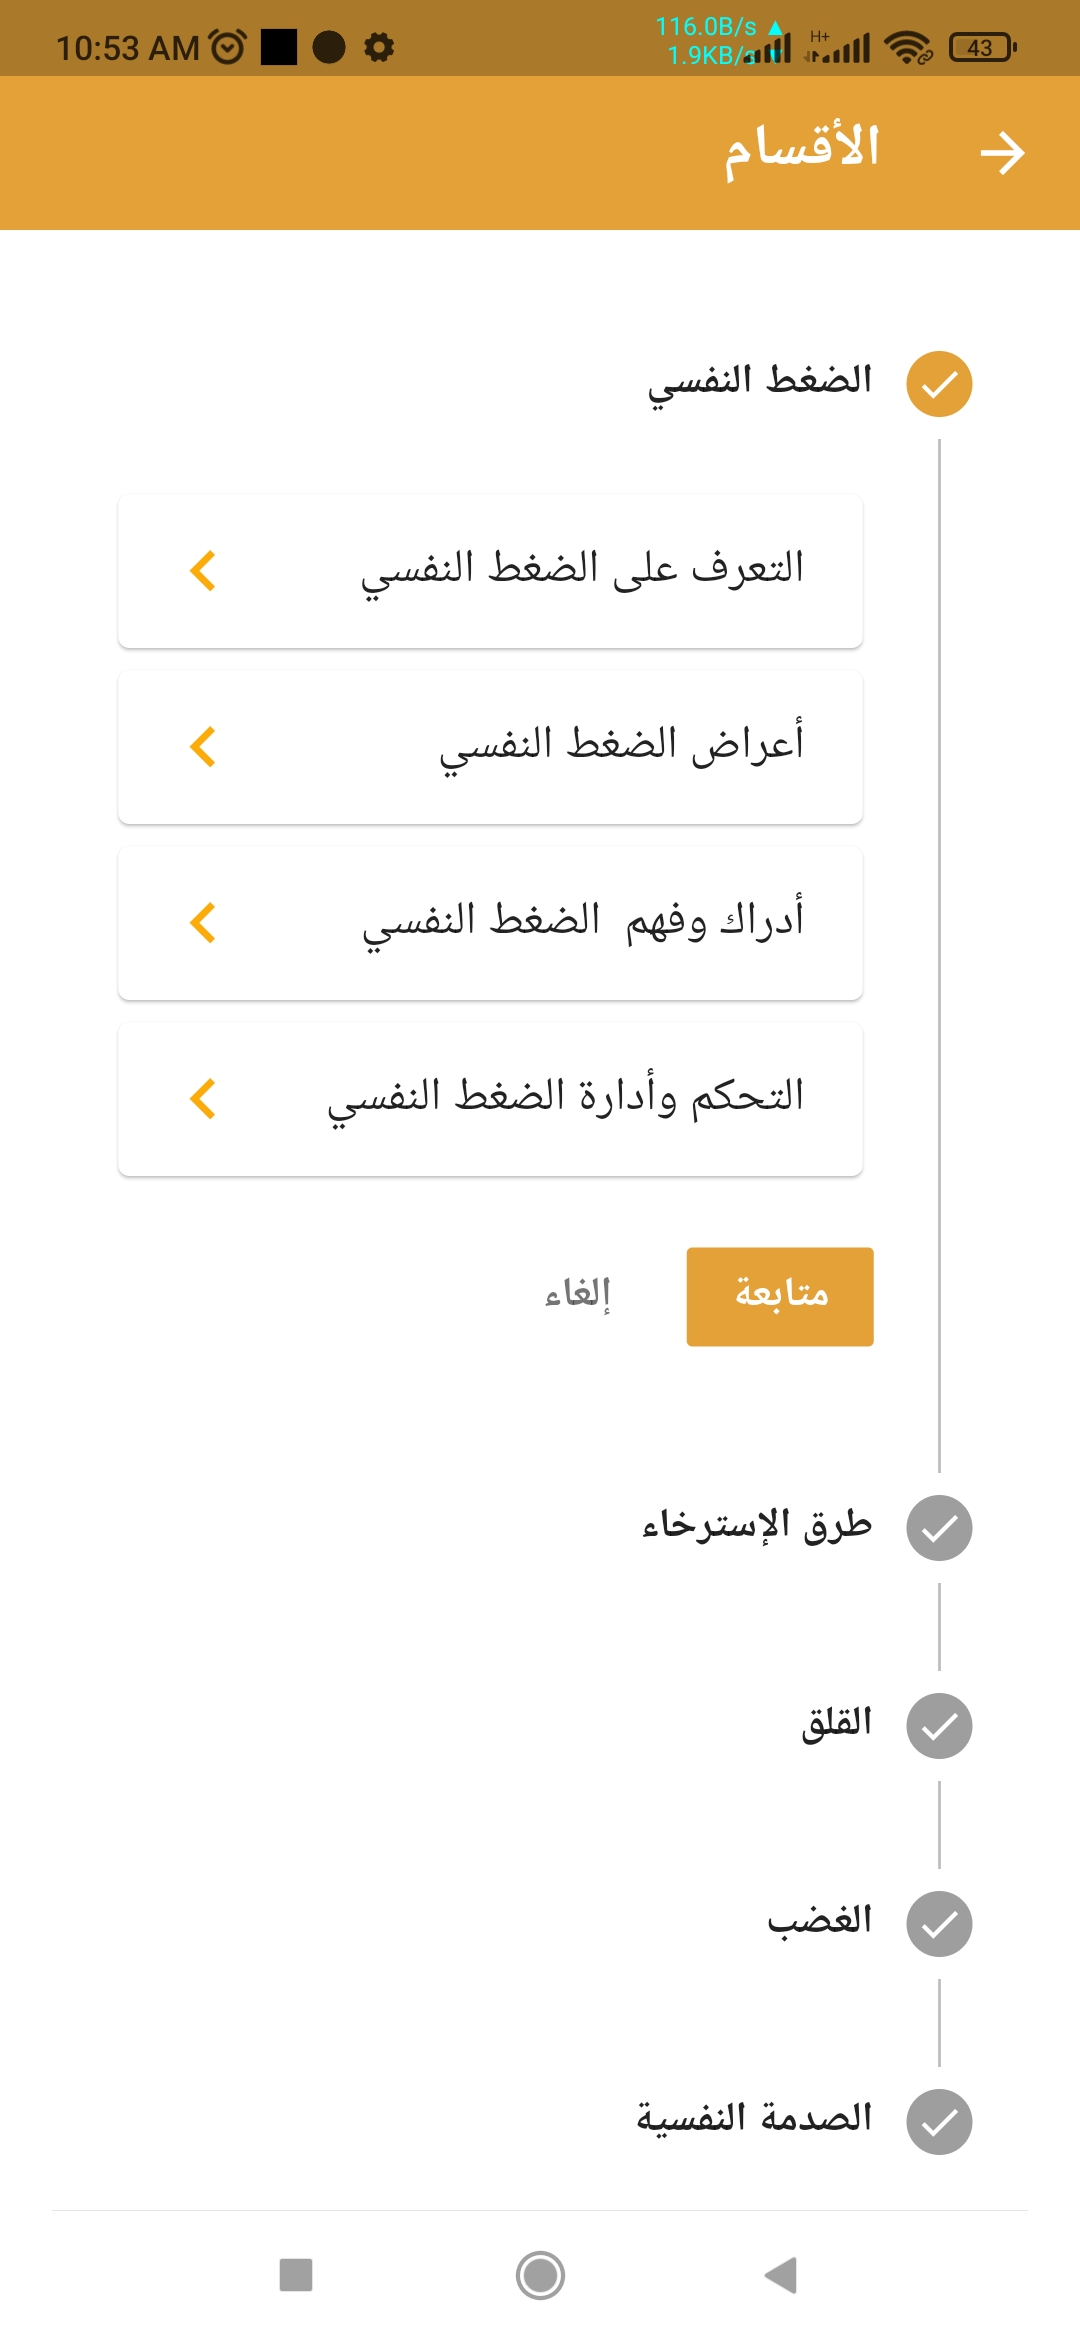 10:53 AM
116.0B/s ▲
1.9KB/s ▼
H+
43
الأقسام
الضغط النفسي
التعرف على الضغط النفسي
أعراض الضغط النفسي
أدراك وفهم الضغط النفسي
التحكم وأدارة الضغط النفسي
متابعة
إلغاء
طرق الإسترخاء
القلق
الغضب
الصدمة النفسية